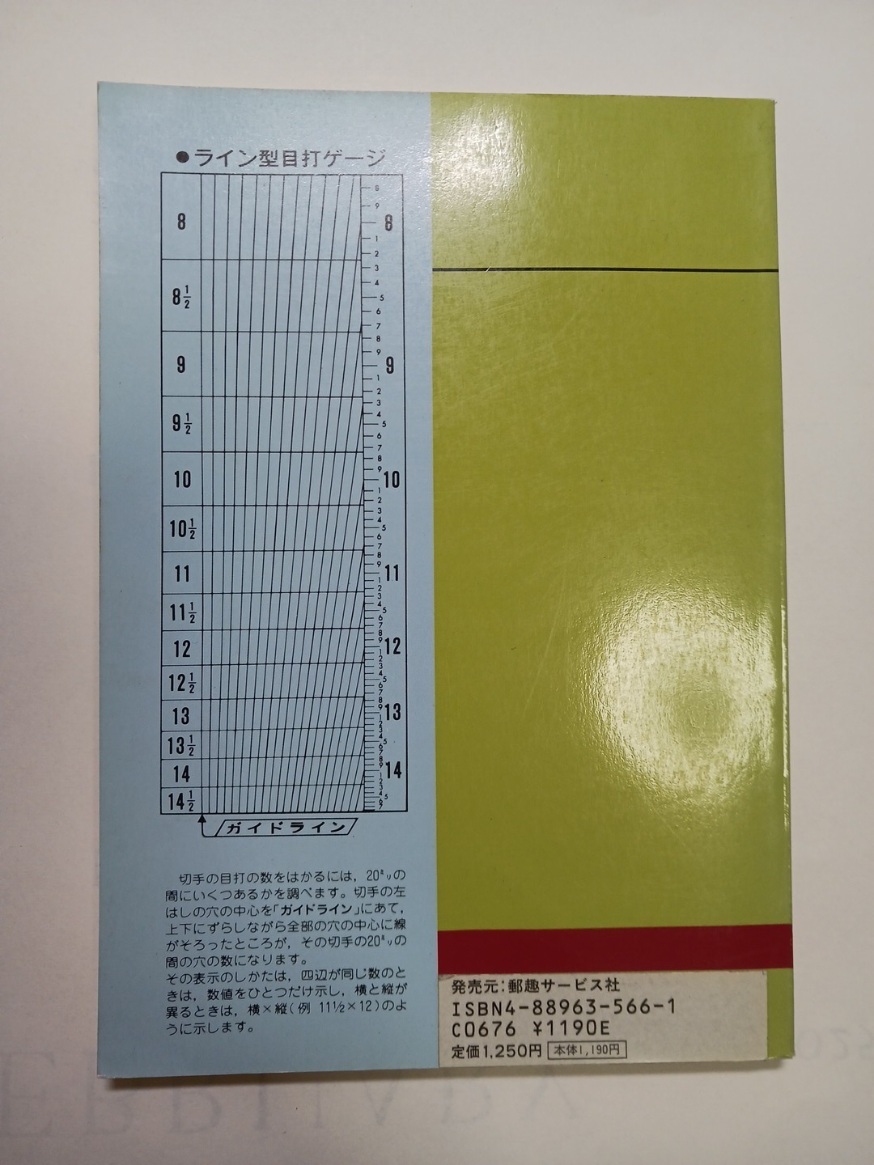 ●ライン型目打ゲージ
8
8½
9
9½
10
10½
11
11½
12
12½
13
13½
14
14½
8
9
10
11
12
13
14
ガイドライン
切手の目打の数をはかるには，20㍉の
間にいくつあるかを調べます。切手の左
はしの穴の中心を「ガイドライン」にあて，
上下にずらしながら全部の穴の中心に線
がそろったところが，その切手の20㍉の
間の穴の数になります。
その表示のしかたは，四辺が同じ数のと
きは，数値をひとつだけ示し，横と縦が
異るときは，横×縦(例 11½×12)のよ
うに示します。
発売元:郵趣サービス社
ISBN4-88963-566-1
C0676 ¥1190E
定価1,250円 本体1,190円